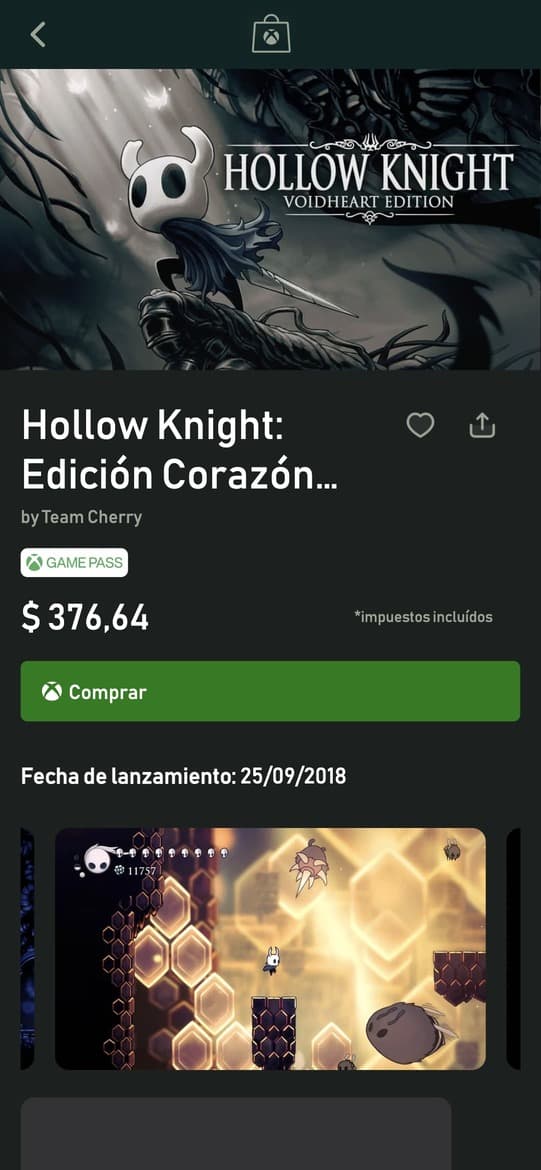 HOLLOW KNIGHT
VOIDHEART EDITION
Hollow Knight:
Edición Corazón...
by Team Cherry
GAME PASS
$ 376,64
*impuestos incluídos
Comprar
Fecha de lanzamiento: 25/09/2018
11757